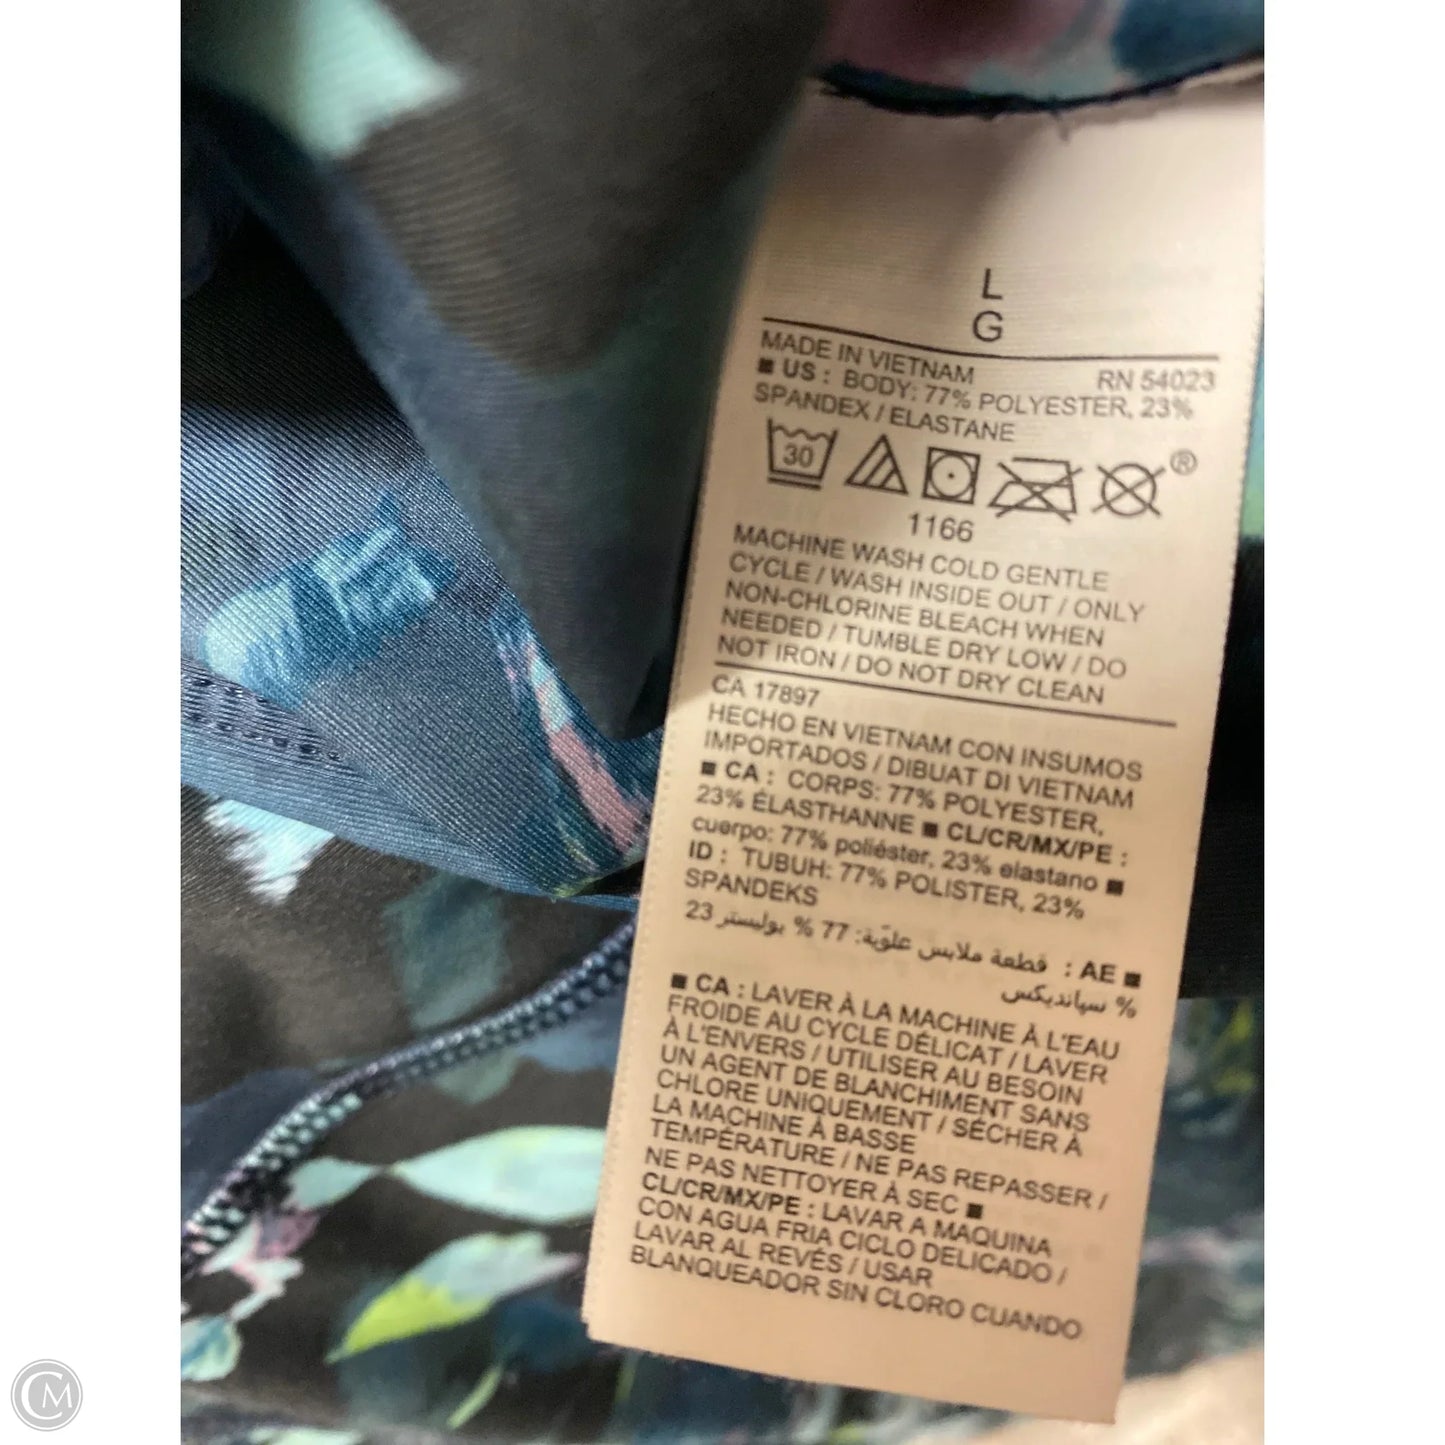 L
G
MADE IN VIETNAM RN 54023
■ US : BODY: 77% POLYESTER, 23%
SPANDEX / ELASTANE
30 ®
1166
MACHINE WASH COLD GENTLE
CYCLE / WASH INSIDE OUT / ONLY
NON-CHLORINE BLEACH WHEN
NEEDED / TUMBLE DRY LOW / DO
NOT IRON / DO NOT DRY CLEAN
CA 17897
HECHO EN VIETNAM CON INSUMOS
IMPORTADOS / DIBUAT DI VIETNAM
■ CA : CORPS: 77% POLYESTER,
23% ÉLASTHANNE ■ CL/CR/MX/PE :
cuerpo: 77% poliéster, 23% elastano ■
ID : TUBUH: 77% POLISTER, 23%
SPANDEKS
■ AE : قطعة ملابس علويّة: 77 % بوليستر 23
% سباندیکس
■ CA : LAVER À LA MACHINE À L'EAU
FROIDE AU CYCLE DÉLICAT / LAVER
À L'ENVERS / UTILISER AU BESOIN
UN AGENT DE BLANCHIMENT SANS
CHLORE UNIQUEMENT / SÉCHER À
LA MACHINE À BASSE
TEMPÉRATURE / NE PAS REPASSER /
NE PAS NETTOYER À SEC ■
CL/CR/MX/PE : LAVAR A MAQUINA
CON AGUA FRIA CICLO DELICADO /
LAVAR AL REVÉS / USAR
BLANQUEADOR SIN CLORO CUANDO
CM